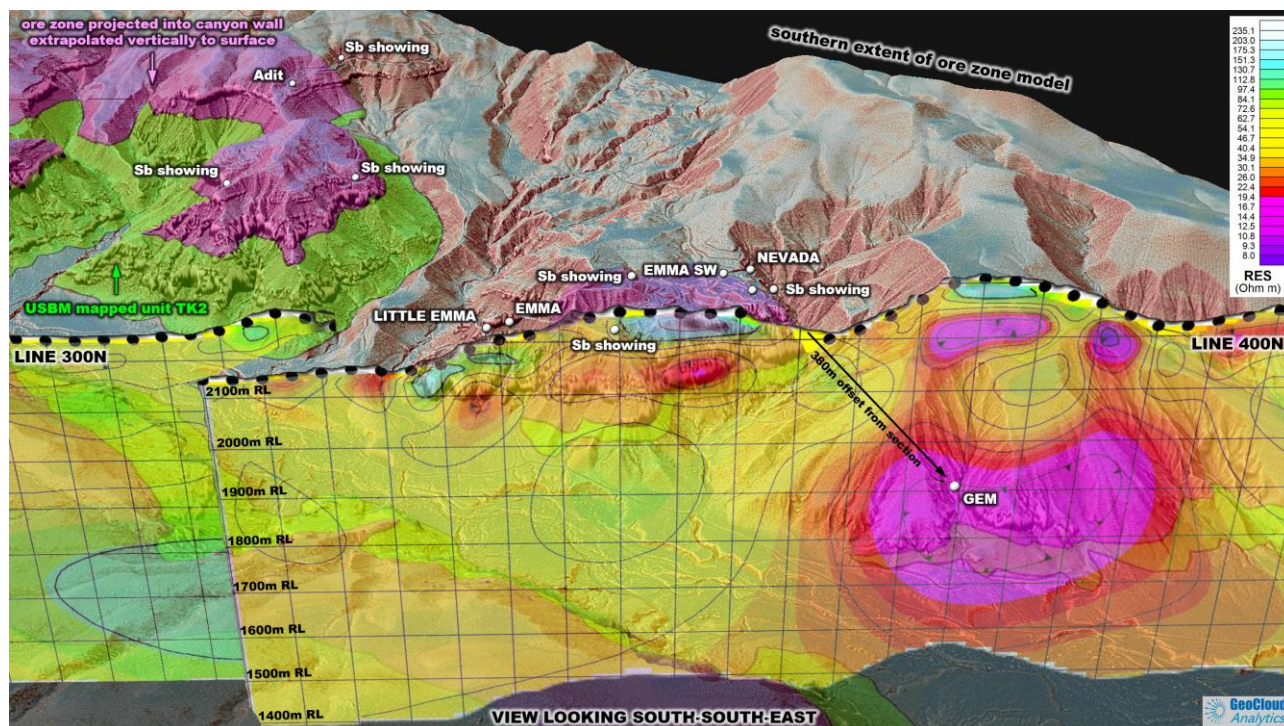 ore zone projected into canyon wall
extrapolated vertically to surface
Sb showing
Adit
southern extent of ore zone model
Sb showing
Sb showing
USBM mapped unit TK2
Sb showing
EMMA SW
NEVADA
Sb showing
LITTLE EMMA
EMMA
Sb showing
LINE 300N
LINE 400N
380m offset from section
GEM
2100m RL
2000m RL
1900m RL
1800m RL
1700m RL
1600m RL
1500m RL
1400m RL
VIEW LOOKING SOUTH-SOUTH-EAST
235.1
203.0
175.3
151.3
130.7
112.8
97.4
84.1
72.6
62.7
54.1
46.7
40.4
34.9
30.1
26.0
22.4
19.4
16.7
14.4
12.5
10.8
9.3
8.0
RES
(Ohm m)
GeoCloud
Analytics